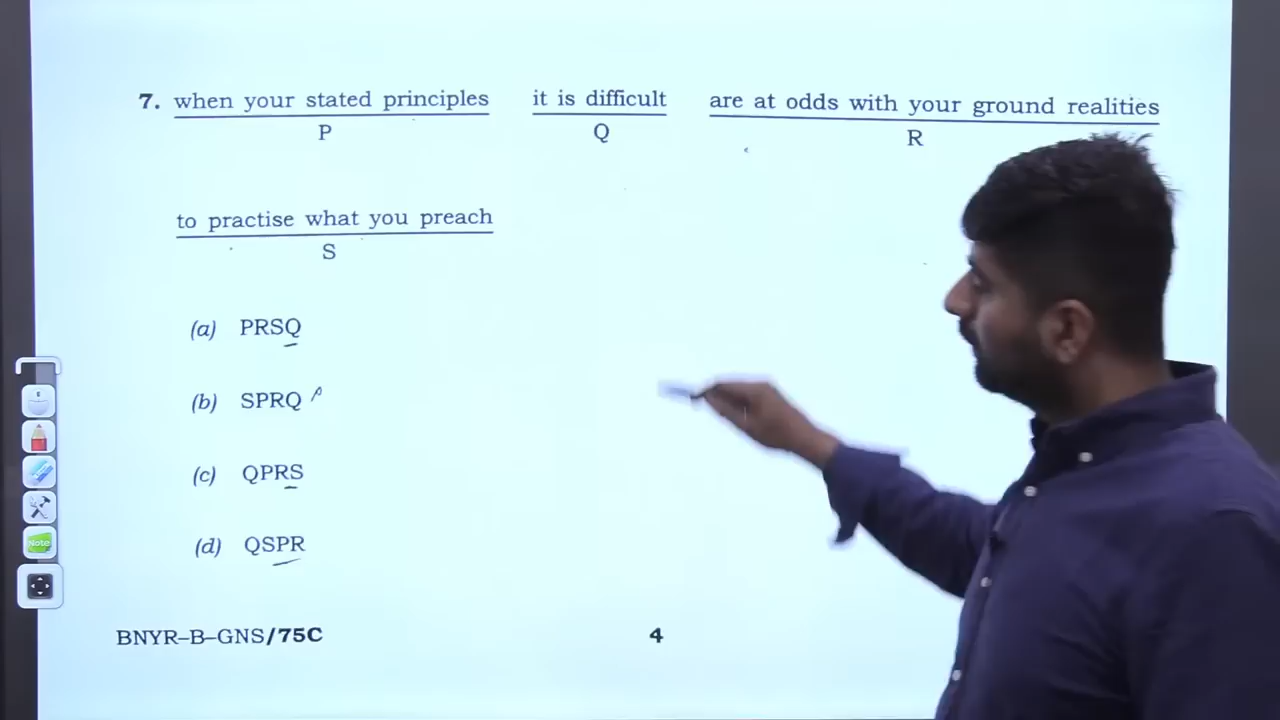 7. when your stated principles it is difficult are at odds with your ground realities
P Q R
to practise what you preach
S
(a) PRSQ
(b) SPRQ
(c) QPRS
(d) QSPR
Note
BNYR–B–GNS/75C 4